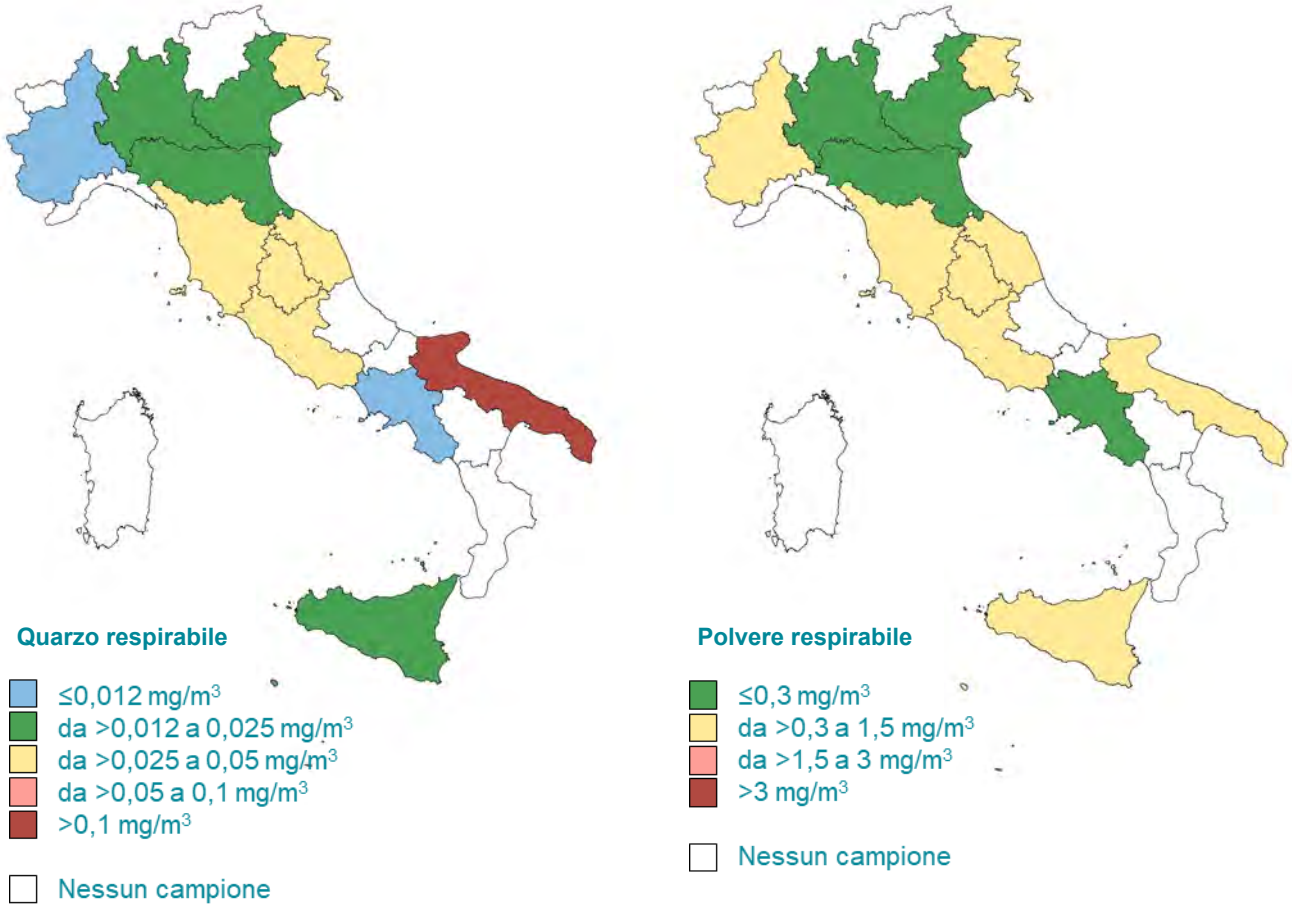 Quarzo respirabile
≤0,012 mg/m³
da >0,012 a 0,025 mg/m³
da >0,025 a 0,05 mg/m³
da >0,05 a 0,1 mg/m³
>0,1 mg/m³
Nessun campione
Polvere respirabile
≤0,3 mg/m³
da >0,3 a 1,5 mg/m³
da >1,5 a 3 mg/m³
>3 mg/m³
Nessun campione